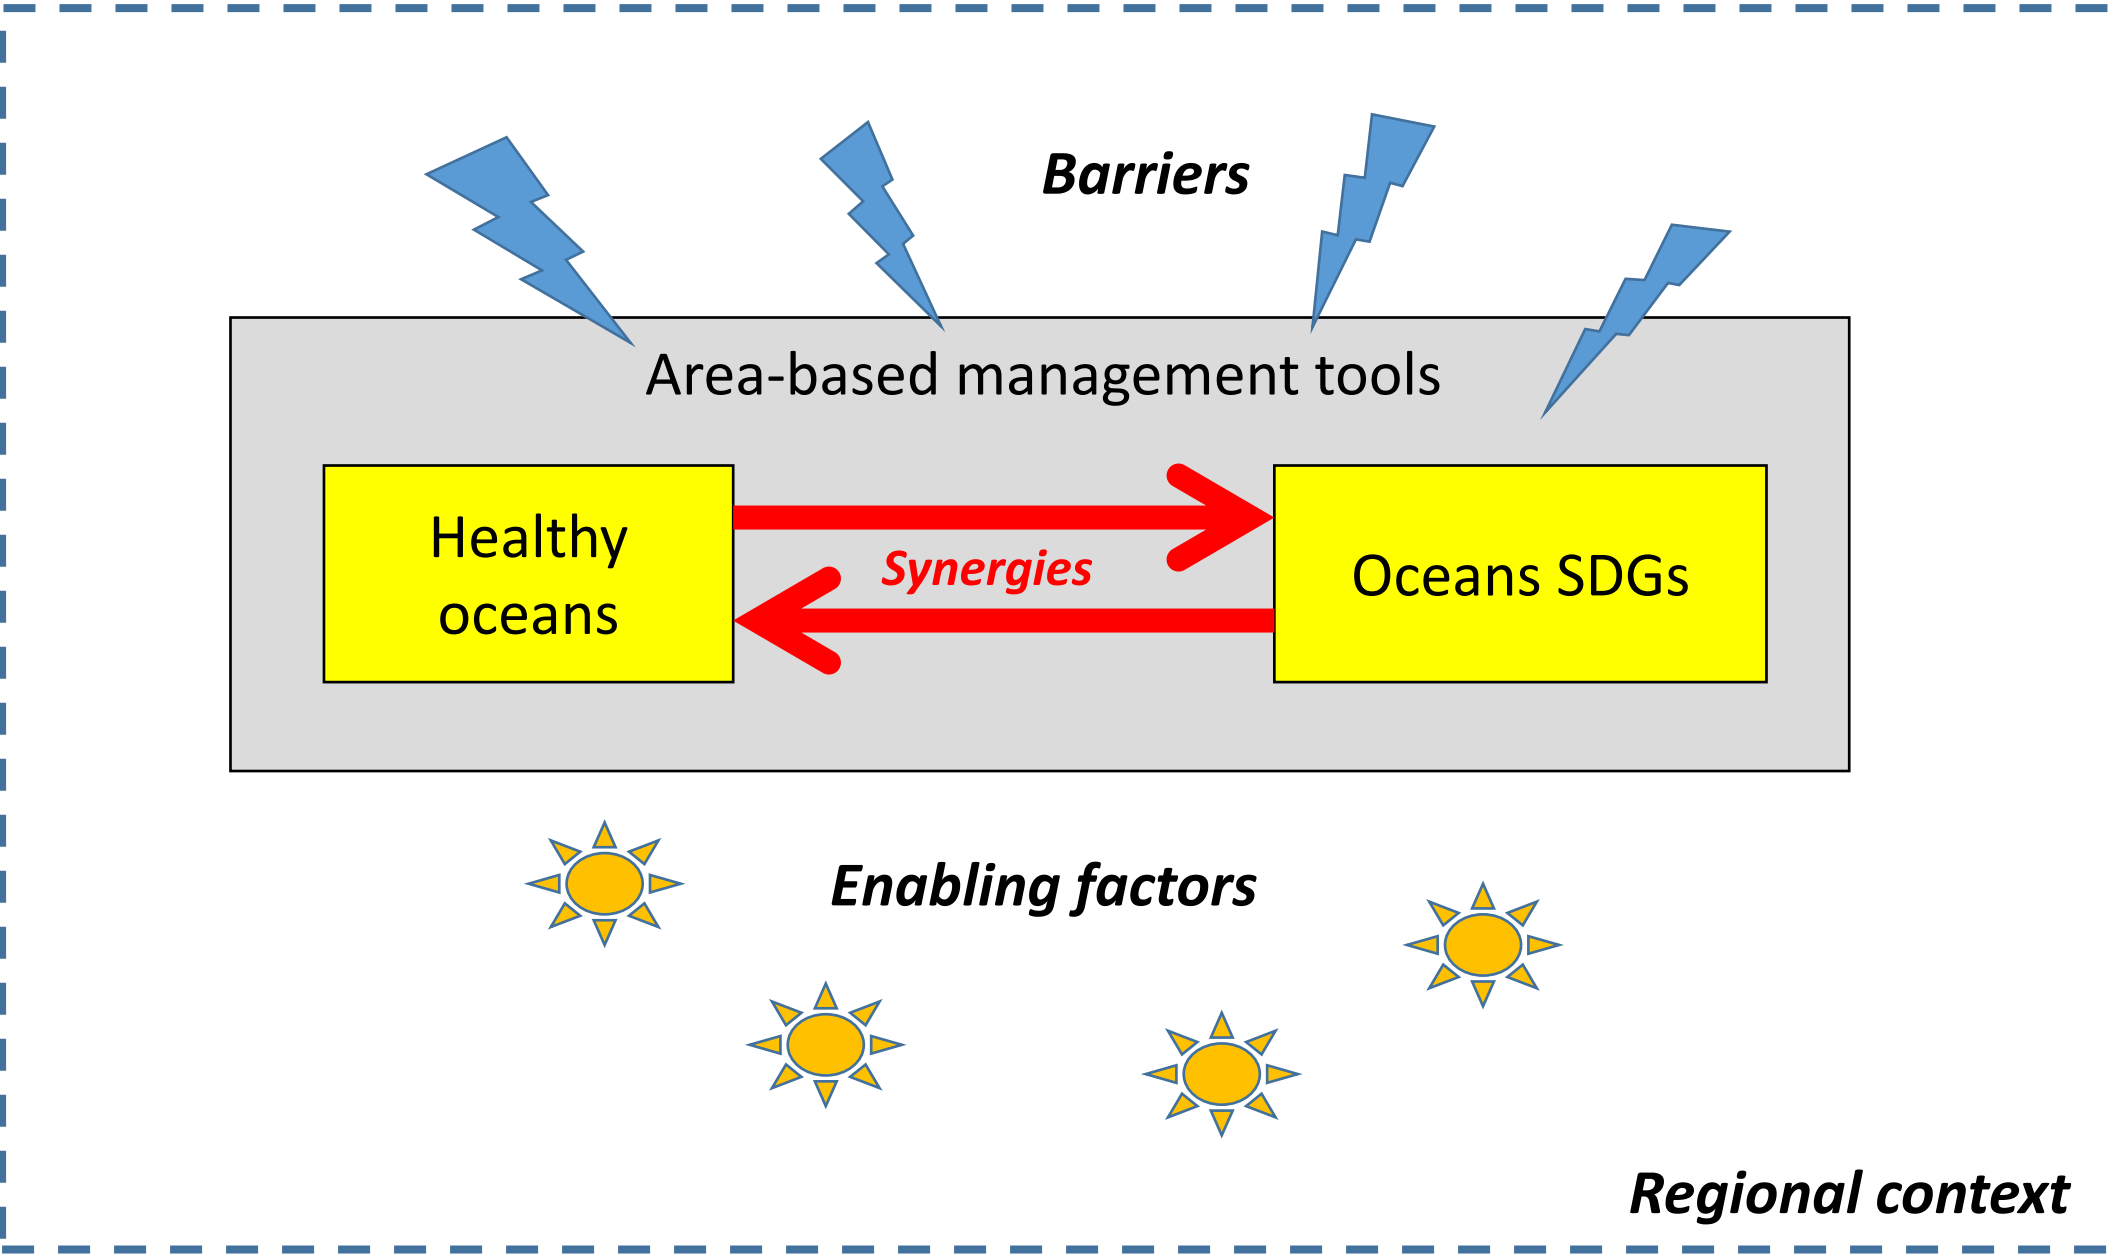 Barriers
Area-based management tools
Healthy
oceans
Synergies
Oceans SDGs
Enabling factors
Regional context